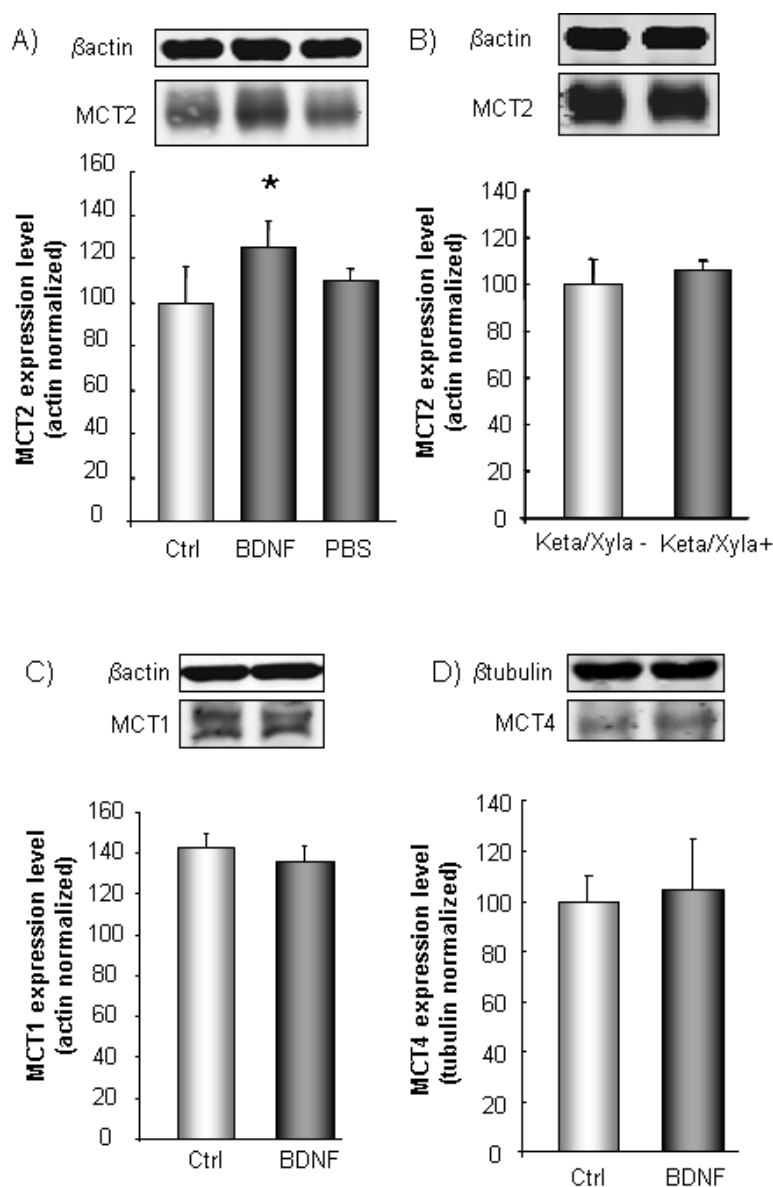 A)
βactin
MCT2
MCT2 expression level
(actin normalized)
160
140
120
100
80
60
40
20
0
*
Ctrl BDNF PBS
B)
βactin
MCT2
MCT2 expression level
(actin normalized)
140
120
100
80
60
40
20
0
Keta/Xyla - Keta/Xyla+
C)
βactin
MCT1
MCT1 expression level
(actin normalized)
160
140
120
100
80
60
40
20
0
Ctrl BDNF
D)
βtubulin
MCT4
MCT4 expression level
(tubulin normalized)
140
120
100
80
60
40
20
0
Ctrl BDNF